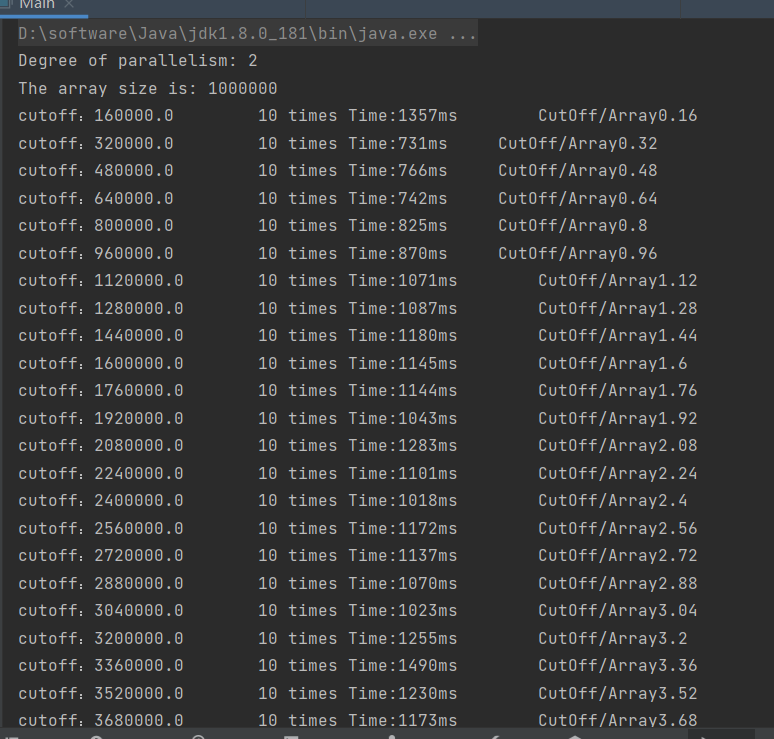 Main
D:\software\Java\jdk1.8.0_181\bin\java.exe ...
Degree of parallelism: 2
The array size is: 1000000
cutoff：160000.0 10 times Time:1357ms CutOff/Array0.16
cutoff：320000.0 10 times Time:731ms CutOff/Array0.32
cutoff：480000.0 10 times Time:766ms CutOff/Array0.48
cutoff：640000.0 10 times Time:742ms CutOff/Array0.64
cutoff：800000.0 10 times Time:825ms CutOff/Array0.8
cutoff：960000.0 10 times Time:870ms CutOff/Array0.96
cutoff：1120000.0 10 times Time:1071ms CutOff/Array1.12
cutoff：1280000.0 10 times Time:1087ms CutOff/Array1.28
cutoff：1440000.0 10 times Time:1180ms CutOff/Array1.44
cutoff：1600000.0 10 times Time:1145ms CutOff/Array1.6
cutoff：1760000.0 10 times Time:1144ms CutOff/Array1.76
cutoff：1920000.0 10 times Time:1043ms CutOff/Array1.92
cutoff：2080000.0 10 times Time:1283ms CutOff/Array2.08
cutoff：2240000.0 10 times Time:1101ms CutOff/Array2.24
cutoff：2400000.0 10 times Time:1018ms CutOff/Array2.4
cutoff：2560000.0 10 times Time:1172ms CutOff/Array2.56
cutoff：2720000.0 10 times Time:1137ms CutOff/Array2.72
cutoff：2880000.0 10 times Time:1070ms CutOff/Array2.88
cutoff：3040000.0 10 times Time:1023ms CutOff/Array3.04
cutoff：3200000.0 10 times Time:1255ms CutOff/Array3.2
cutoff：3360000.0 10 times Time:1490ms CutOff/Array3.36
cutoff：3520000.0 10 times Time:1230ms CutOff/Array3.52
cutoff：3680000.0 10 times Time:1173ms CutOff/Array3.68